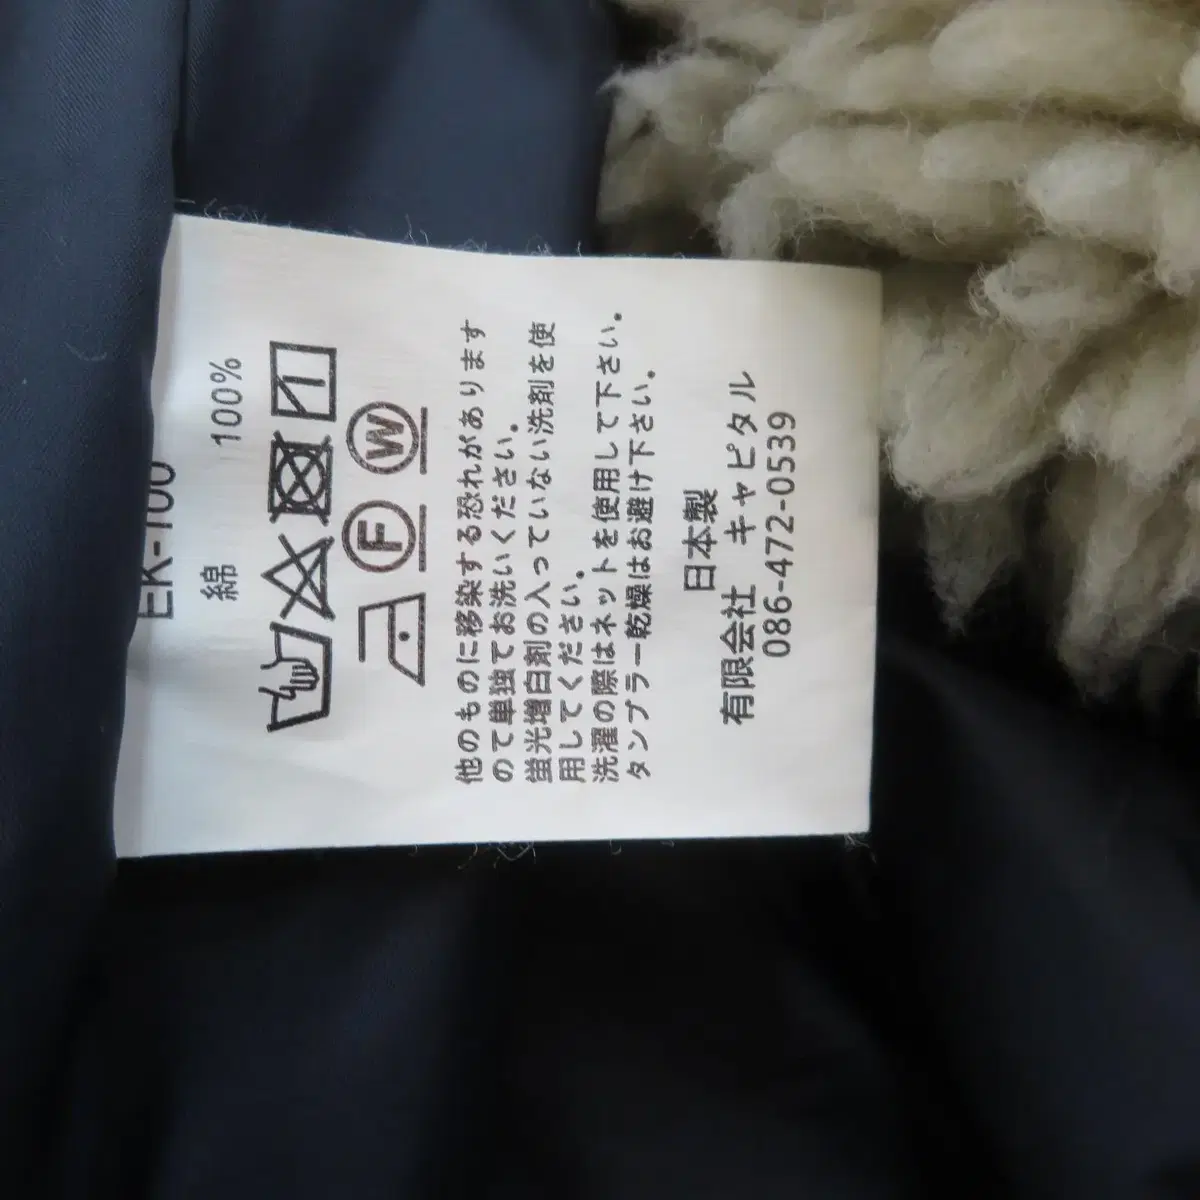 EK-100
綿 100%
F W
他のものに移染する恐れがあります
ので単独でお洗いください。
蛍光増白剤の入っていない洗剤を使
用してください。
洗濯の際はネットを使用して下さい。
タンブラー乾燥はお避け下さい。
日本製
有限会社 キャピタル
086-472-0539